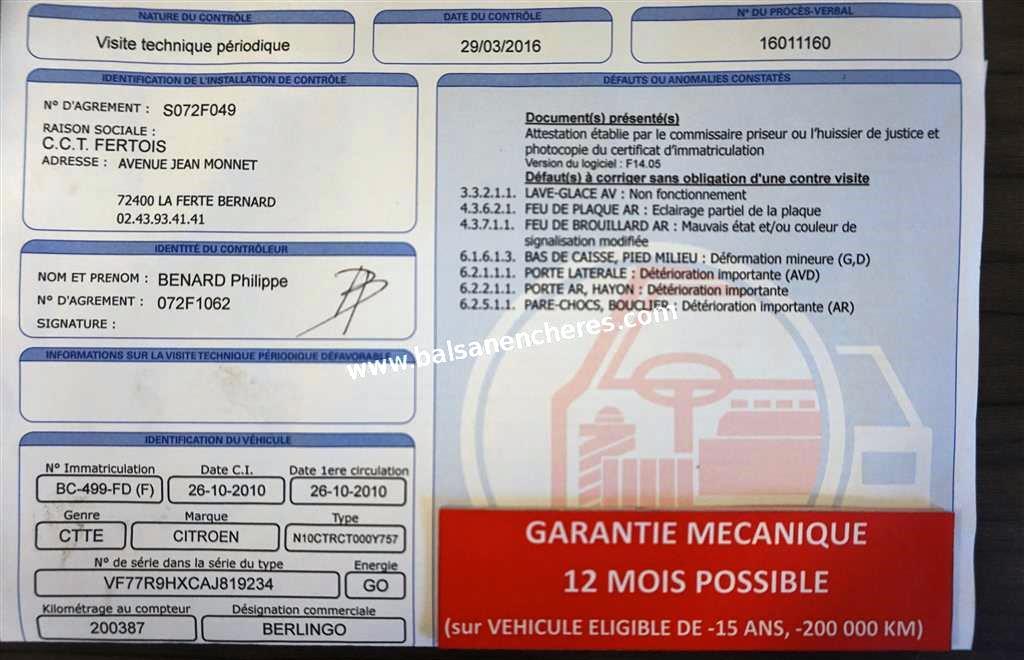 NATURE DU CONTRÔLE
Visite technique périodique
DATE DU CONTRÔLE
29/03/2016
N° DU PROCÈS-VERBAL
16011160
IDENTIFICATION DE L'INSTALLATION DE CONTRÔLE
N° D'AGREMENT : S072F049
RAISON SOCIALE :
C.C.T. FERTOIS
ADRESSE : AVENUE JEAN MONNET
72400 LA FERTE BERNARD
02.43.93.41.41
IDENTITÉ DU CONTRÔLEUR
NOM ET PRENOM : BENARD Philippe
N° D'AGREMENT : 072F1062
SIGNATURE :
INFORMATIONS SUR LA VISITE TECHNIQUE PÉRIODIQUE DÉFAVORABLE
IDENTIFICATION DU VÉHICULE
N° Immatriculation Date C.I. Date 1ere circulation
BC-499-FD (F) 26-10-2010 26-10-2010
Genre Marque Type
CTTE CITROEN N10CTRCT000Y757
N° de série dans la série du type Energie
VF77R9HXCAJ819234 GO
Kilométrage au compteur Désignation commerciale
200387 BERLINGO
DÉFAUTS OU ANOMALIES CONSTATÉS
Document(s) présenté(s)
Attestation établie par le commissaire priseur ou l'huissier de justice et
photocopie du certificat d'immatriculation
Version du logiciel : F14.05
Défaut(s) à corriger sans obligation d'une contre visite
3.3.2.1.1. LAVE-GLACE AV : Non fonctionnement
4.3.6.2.1. FEU DE PLAQUE AR : Eclairage partiel de la plaque
4.3.7.1.1. FEU DE BROUILLARD AR : Mauvais état et/ou couleur de
signalisation modifiée
6.1.6.1.3. BAS DE CAISSE, PIED MILIEU : Déformation mineure (G,D)
6.2.1.1.1. PORTE LATERALE : Détérioration importante (AVD)
6.2.2.1.1. PORTE AR, HAYON : Détérioration importante
6.2.5.1.1. PARE-CHOCS, BOUCLIER : Détérioration importante (AR)
www.balsanencheres.com
GARANTIE MECANIQUE
12 MOIS POSSIBLE
(sur VEHICULE ELIGIBLE DE -15 ANS, -200 000 KM)